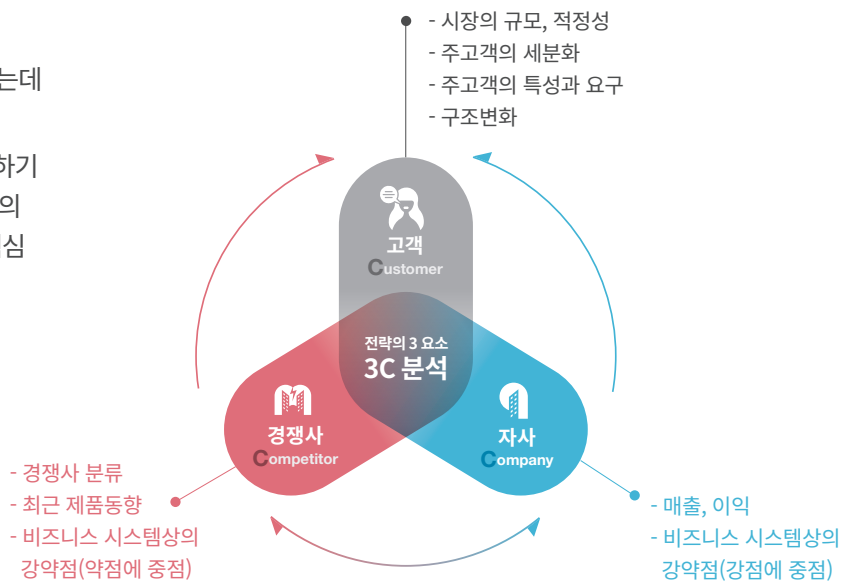 - 시장의 규모, 적정성
- 주고객의 세분화
- 주고객의 특성과 요구
- 구조변화
는데
하기
의
심
고객
Customer
전략의 3 요소
3C 분석
경쟁사
Competitor
자사
Company
- 경쟁사 분류
- 최근 제품동향
- 비즈니스 시스템상의
강약점(약점에 중점)
- 매출, 이익
- 비즈니스 시스템상의
강약점(강점에 중점)